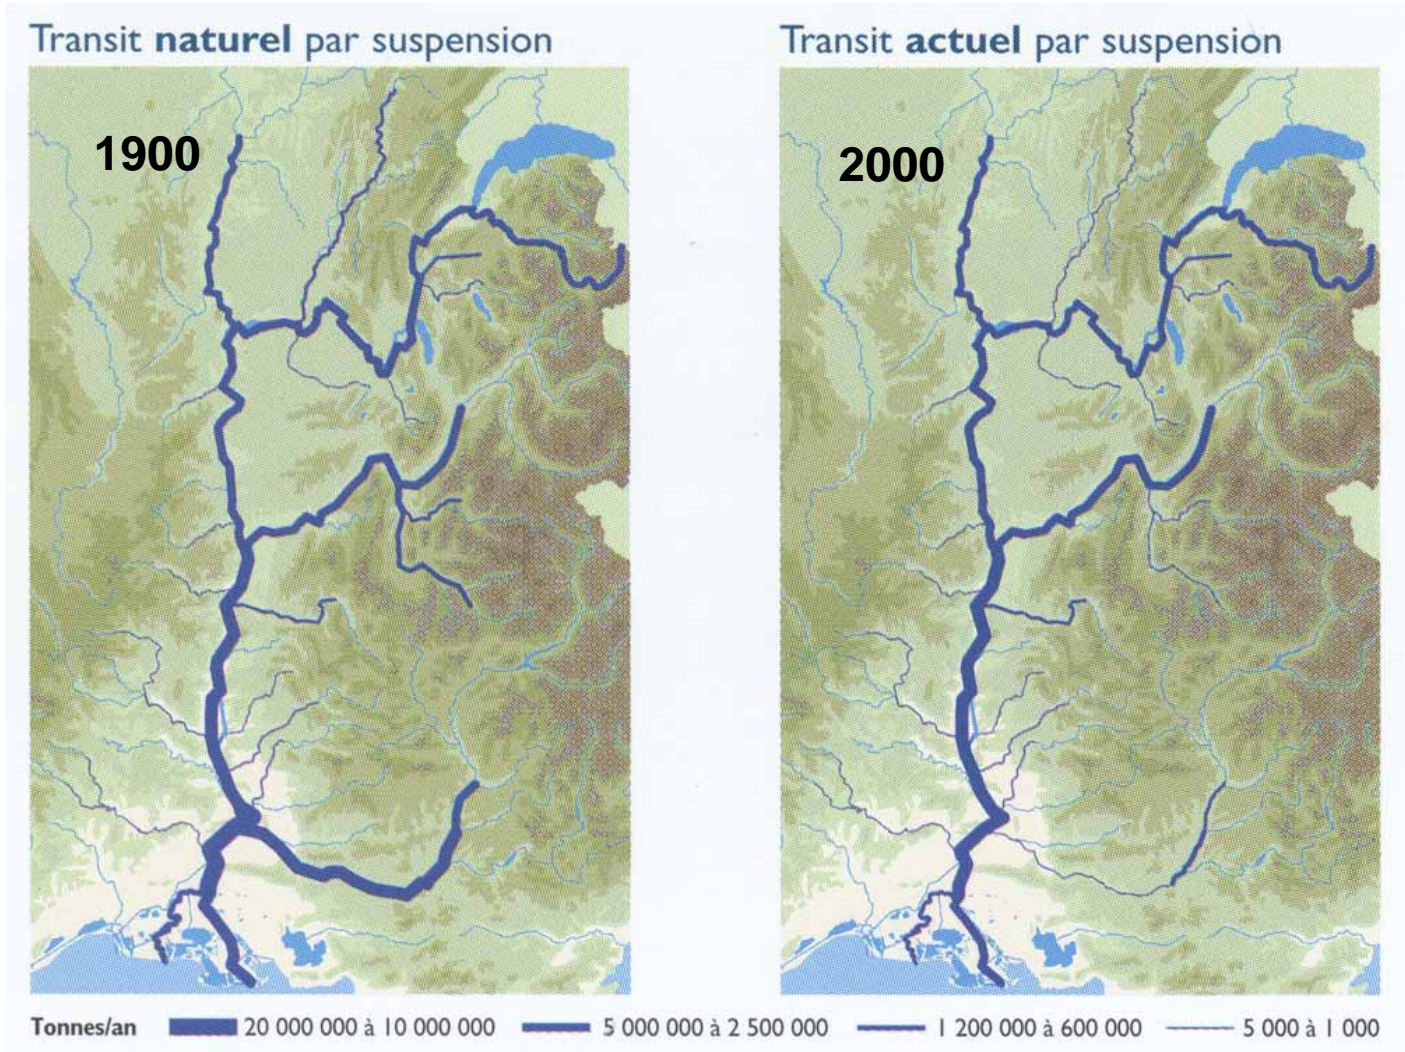 Transit naturel par suspension
Transit actuel par suspension
1900
2000
Tonnes/an
20 000 000 à 10 000 000
5 000 000 à 2 500 000
1 200 000 à 600 000
5 000 à 1 000